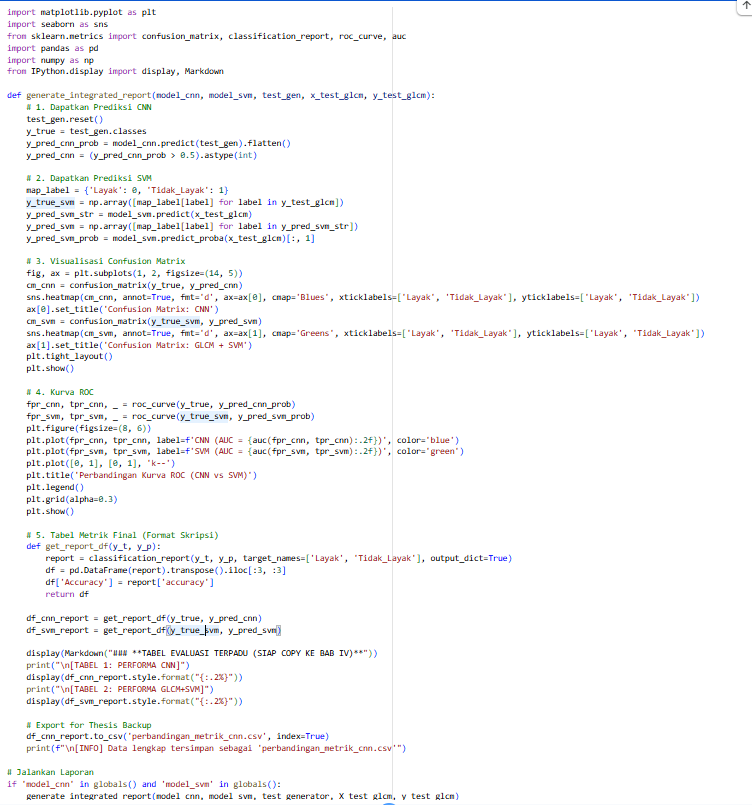 import matplotlib.pyplot as plt
import seaborn as sns
from sklearn.metrics import confusion_matrix, classification_report, roc_curve, auc
import pandas as pd
import numpy as np
from IPython.display import display, Markdown

def generate_integrated_report(model_cnn, model_svm, test_gen, x_test_glcm, y_test_glcm):
    # 1. Dapatkan Prediksi CNN
    test_gen.reset()
    y_true = test_gen.classes
    y_pred_cnn_prob = model_cnn.predict(test_gen).flatten()
    y_pred_cnn = (y_pred_cnn_prob > 0.5).astype(int)

    # 2. Dapatkan Prediksi SVM
    map_label = {'Layak': 0, 'Tidak_Layak': 1}
    y_true_svm = np.array([map_label[label] for label in y_test_glcm])
    y_pred_svm_str = model_svm.predict(x_test_glcm)
    y_pred_svm = np.array([map_label[label] for label in y_pred_svm_str])
    y_pred_svm_prob = model_svm.predict_proba(x_test_glcm)[:, 1]

    # 3. Visualisasi Confusion Matrix
    fig, ax = plt.subplots(1, 2, figsize=(14, 5))
    cm_cnn = confusion_matrix(y_true, y_pred_cnn)
    sns.heatmap(cm_cnn, annot=True, fmt='d', ax=ax[0], cmap='Blues', xticklabels=['Layak', 'Tidak_Layak'], yticklabels=['Layak', 'Tidak_Layak'])
    ax[0].set_title('Confusion Matrix: CNN')
    cm_svm = confusion_matrix(y_true_svm, y_pred_svm)
    sns.heatmap(cm_svm, annot=True, fmt='d', ax=ax[1], cmap='Greens', xticklabels=['Layak', 'Tidak_Layak'], yticklabels=['Layak', 'Tidak_Layak'])
    ax[1].set_title('Confusion Matrix: GLCM + SVM')
    plt.tight_layout()
    plt.show()

    # 4. Kurva ROC
    fpr_cnn, tpr_cnn, _ = roc_curve(y_true, y_pred_cnn_prob)
    fpr_svm, tpr_svm, _ = roc_curve(y_true_svm, y_pred_svm_prob)
    plt.figure(figsize=(8, 6))
    plt.plot(fpr_cnn, tpr_cnn, label=f'CNN (AUC = {auc(fpr_cnn, tpr_cnn):.2f})', color='blue')
    plt.plot(fpr_svm, tpr_svm, label=f'SVM (AUC = {auc(fpr_svm, tpr_svm):.2f})', color='green')
    plt.plot([0, 1], [0, 1], 'k--')
    plt.title('Perbandingan Kurva ROC (CNN vs SVM)')
    plt.legend()
    plt.grid(alpha=0.3)
    plt.show()

    # 5. Tabel Metrik Final (Format Skripsi)
    def get_report_df(y_t, y_p):
        report = classification_report(y_t, y_p, target_names=['Layak', 'Tidak_Layak'], output_dict=True)
        df = pd.DataFrame(report).transpose().iloc[:3, :3]
        df['Accuracy'] = report['accuracy']
        return df

    df_cnn_report = get_report_df(y_true, y_pred_cnn)
    df_svm_report = get_report_df(y_true_svm, y_pred_svm)

    display(Markdown("### **TABEL EVALUASI TERPADU (SIAP COPY KE BAB IV)**"))
    print("\n[TABEL 1: PERFORMA CNN]")
    display(df_cnn_report.style.format("{:.2%}"))
    print("\n[TABEL 2: PERFORMA GLCM+SVM]")
    display(df_svm_report.style.format("{:.2%}"))

    # Export for Thesis Backup
    df_cnn_report.to_csv('perbandingan_metrik_cnn.csv', index=True)
    print(f"\n[INFO] Data lengkap tersimpan sebagai 'perbandingan_metrik_cnn.csv'")

# Jalankan Laporan
if 'model_cnn' in globals() and 'model_svm' in globals():
    generate_integrated_report(model_cnn, model_svm, test_generator, X_test_glcm, y_test_glcm)